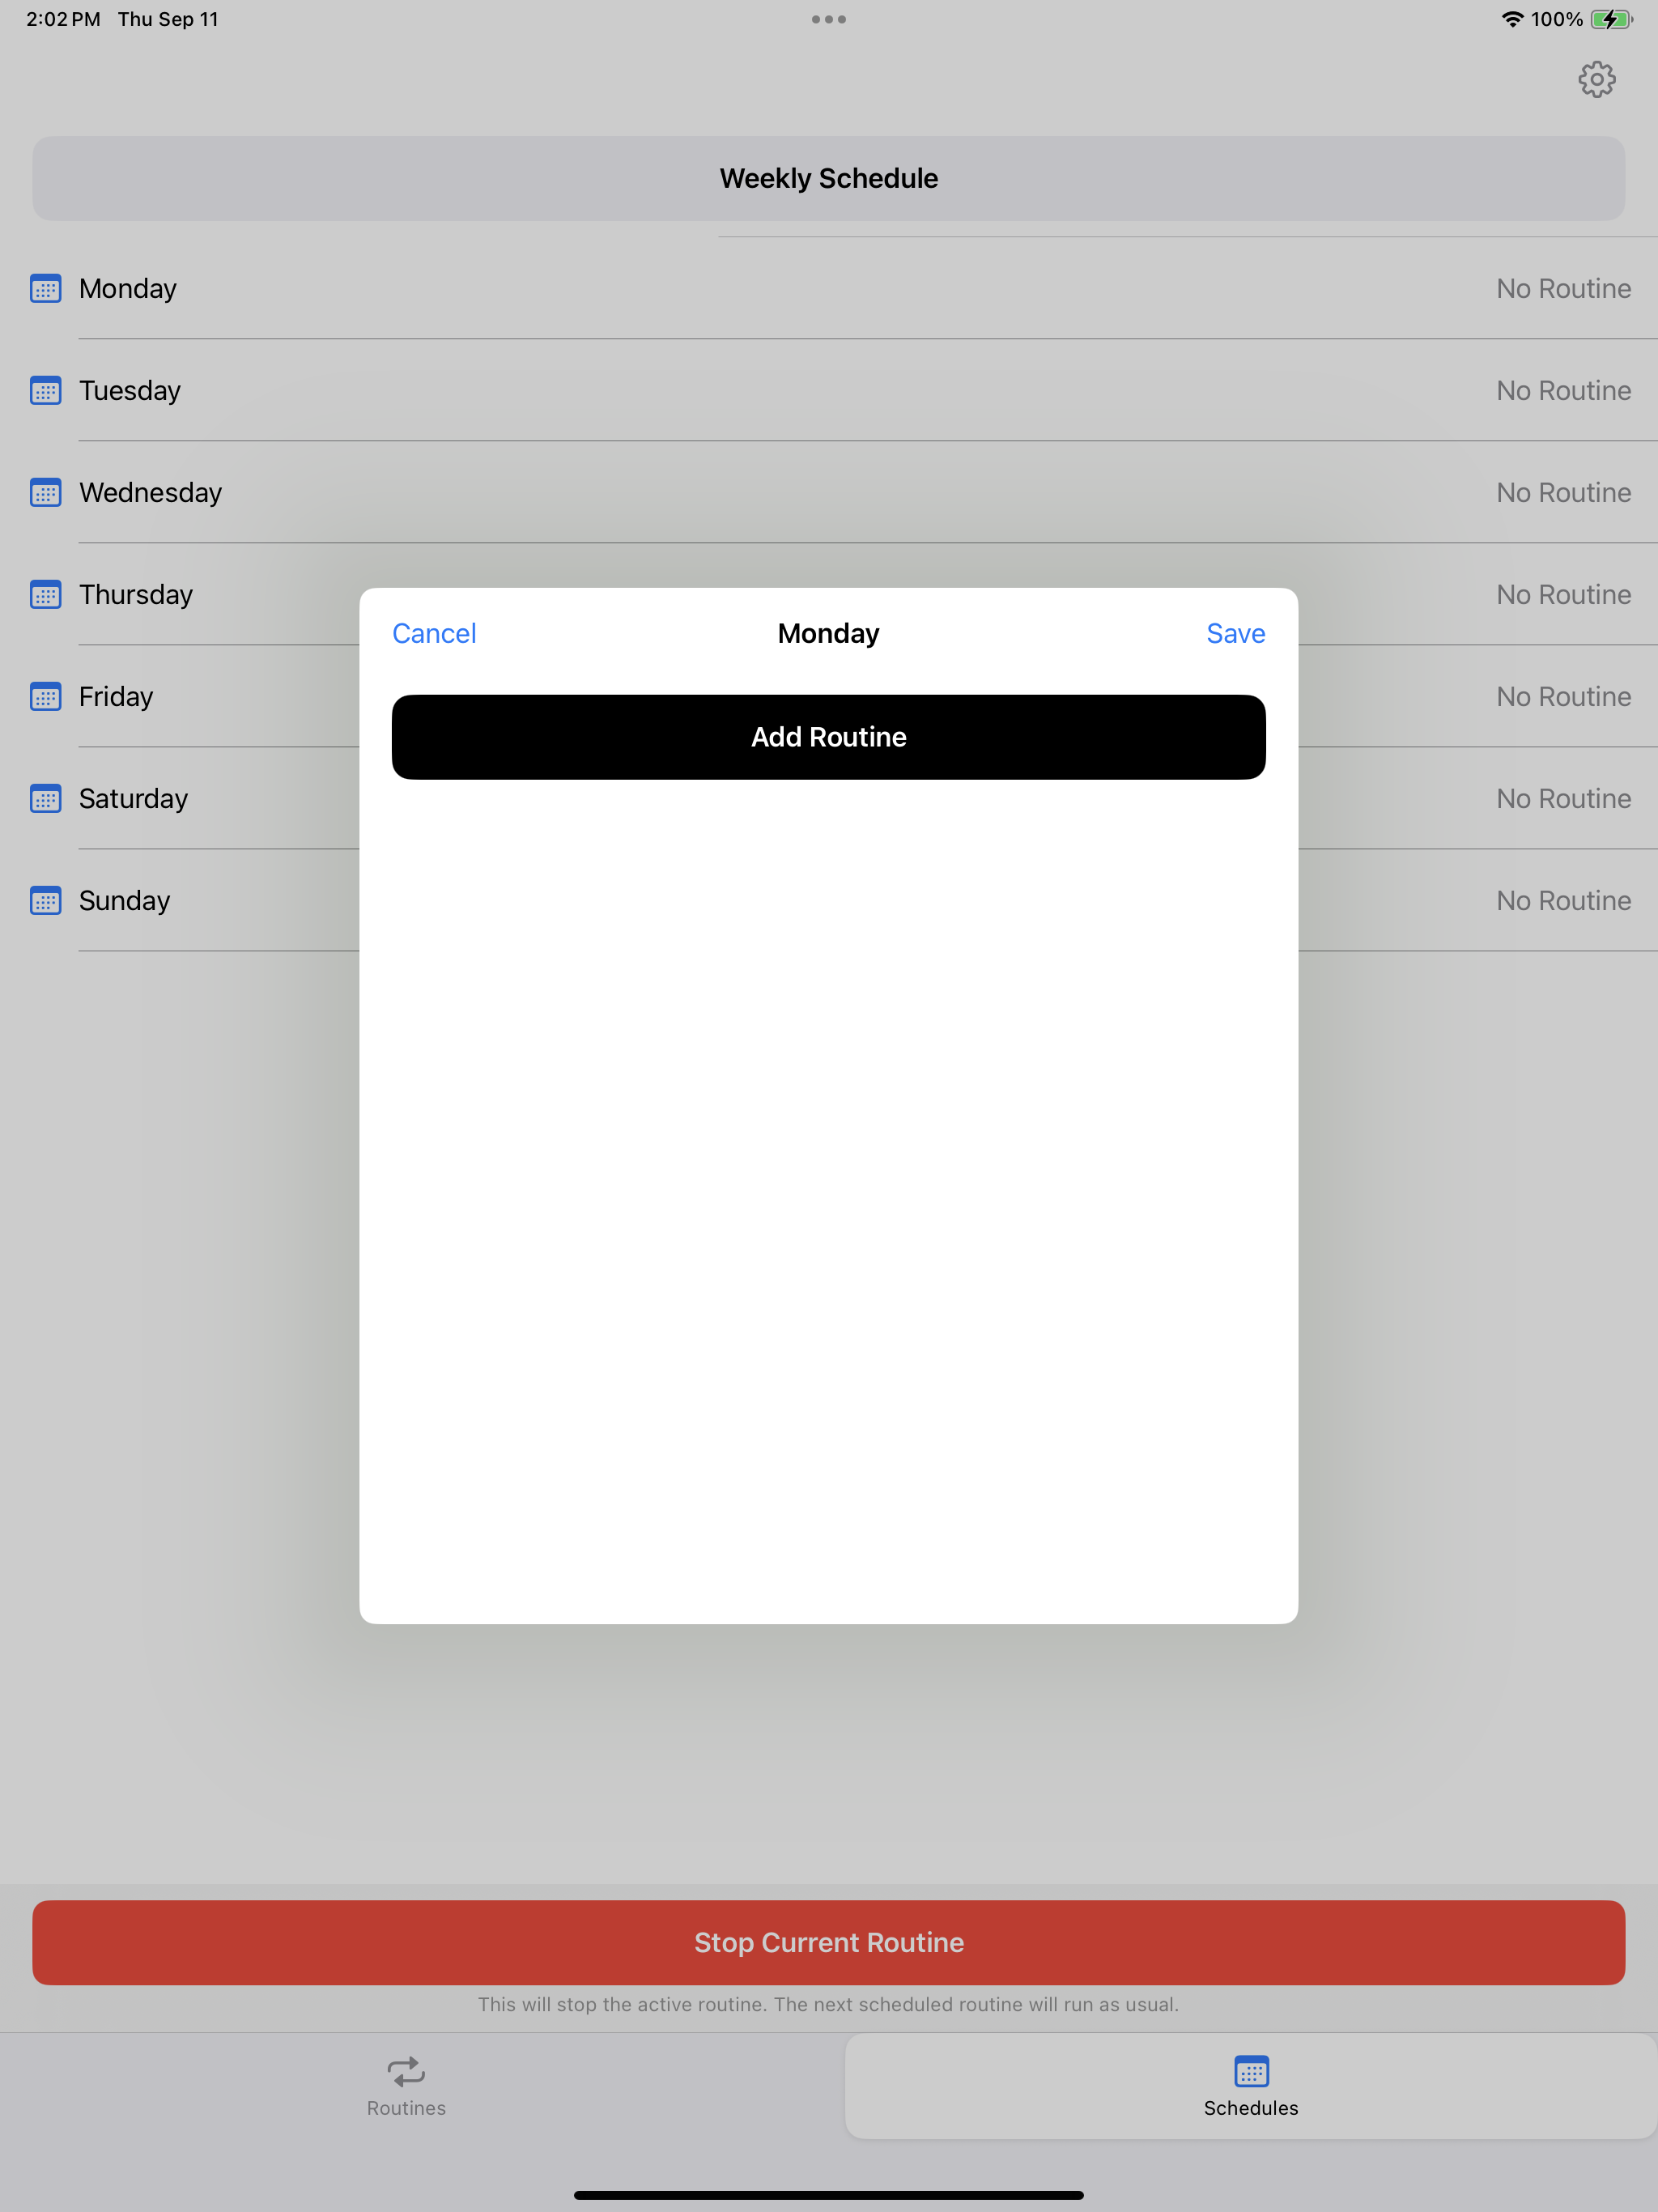 2:02 PM Thu Sep 11
100%
Weekly Schedule
Monday No Routine
Tuesday No Routine
Wednesday No Routine
Thursday No Routine
Friday No Routine
Saturday No Routine
Sunday No Routine
Cancel Monday Save
Add Routine
Stop Current Routine
This will stop the active routine. The next scheduled routine will run as usual.
Routines Schedules